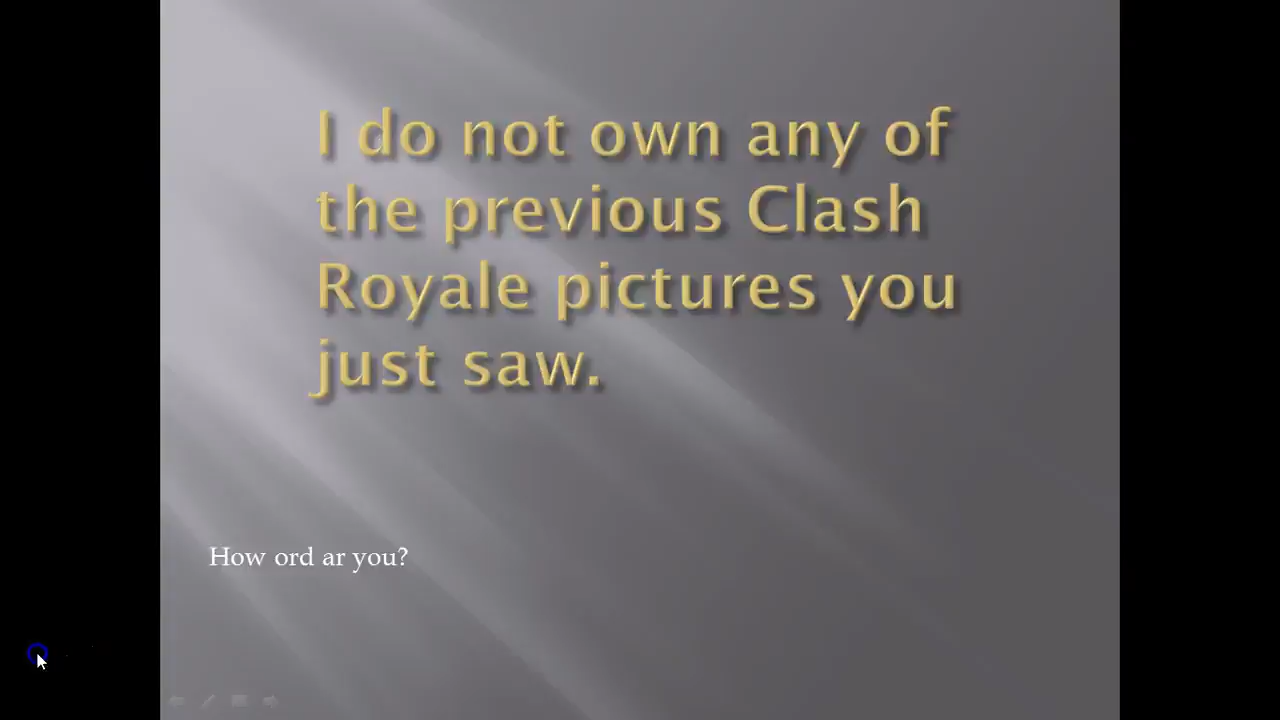 I do not own any of
the previous Clash
Royale pictures you
just saw.
How ord ar you?